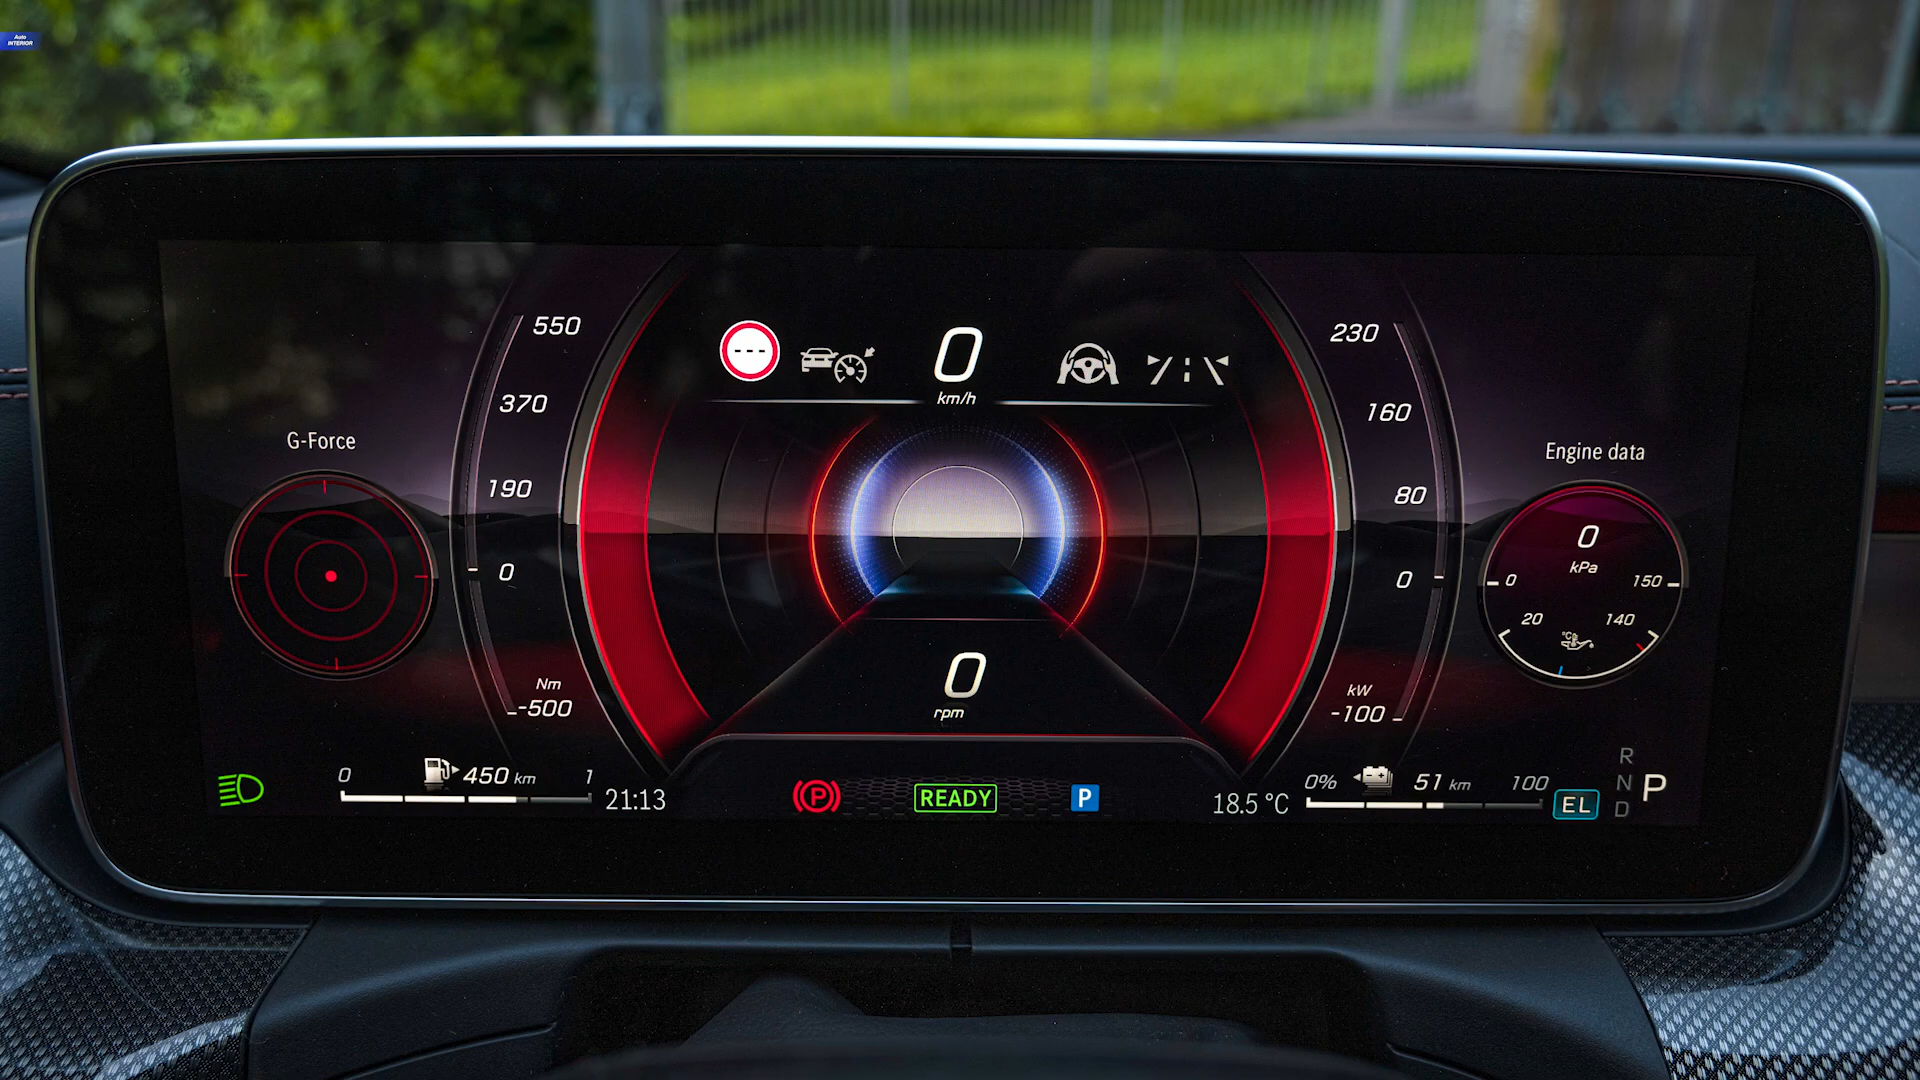 Auto
INTERIOR
550
370
190
0
Nm
-500
G-Force
---
0
km/h
0
rpm
230
160
80
0
kW
-100
Engine data
0
kPa
0 150
20 140
°C
0 450 km 1
21:13
P
READY
P
18.5 °C
0% 51 km 100
EL
R
N
D
P